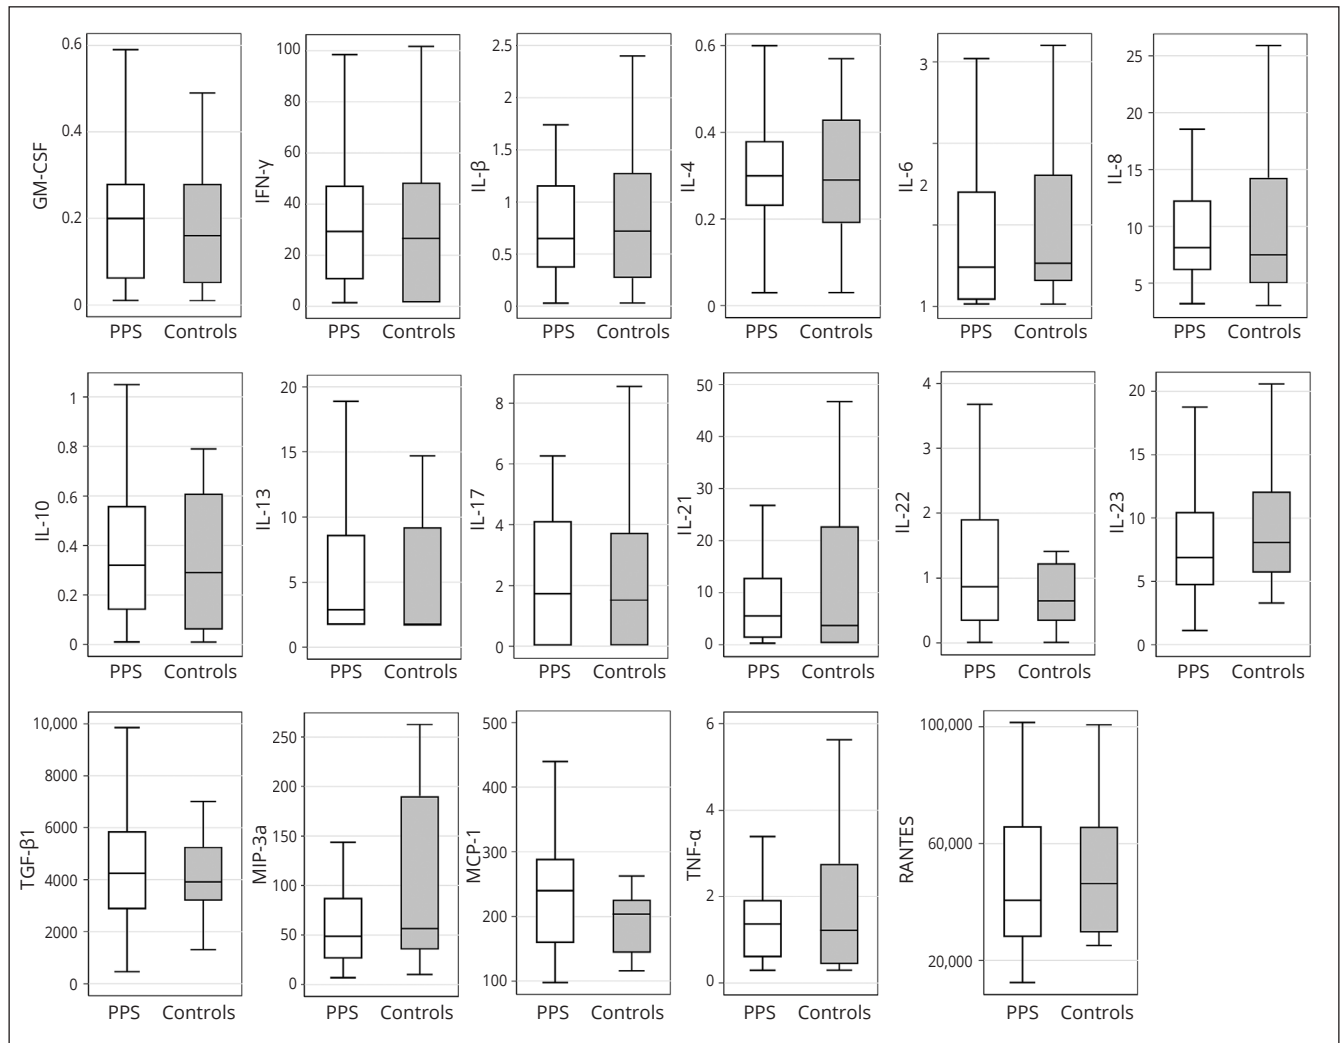 GM-CSF
0.6
0.4
0.2
0
PPS Controls
IFN-γ
100
80
60
40
20
0
PPS Controls
IL-β
2.5
2
1.5
1
0.5
0
PPS Controls
IL-4
0.6
0.4
0.2
0
PPS Controls
IL-6
3
2
1
PPS Controls
IL-8
25
20
15
10
5
PPS Controls
IL-10
1
0.8
0.6
0.4
0.2
0
PPS Controls
IL-13
20
15
10
5
0
PPS Controls
IL-17
8
6
4
2
0
PPS Controls
IL-21
50
40
30
20
10
0
PPS Controls
IL-22
4
3
2
1
0
PPS Controls
IL-23
20
15
10
5
0
PPS Controls
TGF-β1
10,000
8000
6000
4000
2000
0
PPS Controls
MIP-3a
250
200
150
100
50
0
PPS Controls
MCP-1
500
400
300
200
100
PPS Controls
TNF-α
6
4
2
0
PPS Controls
RANTES
100,000
60,000
20,000
PPS Controls